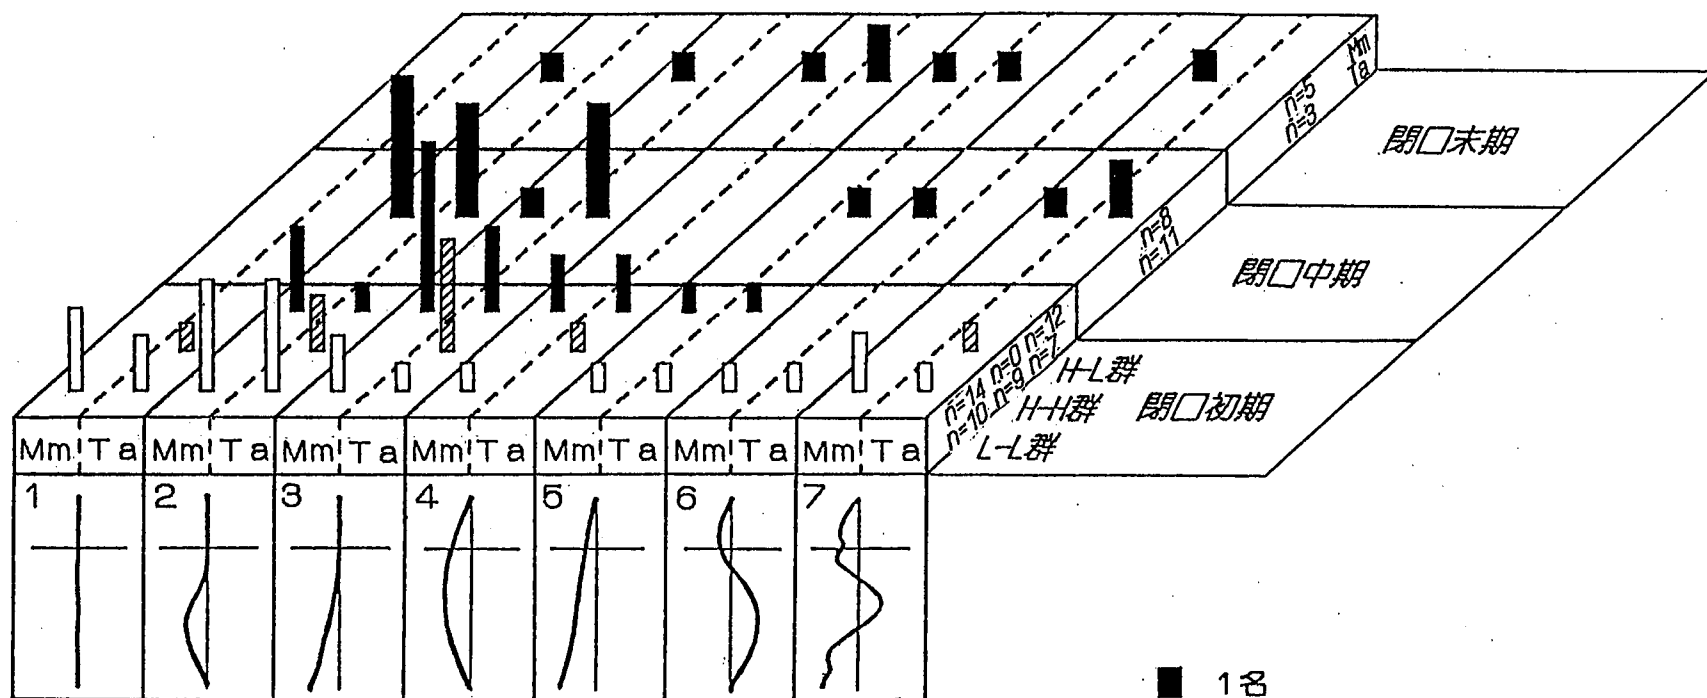 Mm
Ta
n=5
n=3
閉口末期
n=8
n=11
閉口中期
n=14 n=0 n=12
n=10 n=9 n=7
H-L群
H-H群 閉口初期
L-L群
Mm Ta Mm Ta Mm Ta Mm Ta Mm Ta Mm Ta Mm Ta
1 2 3 4 5 6 7
1名